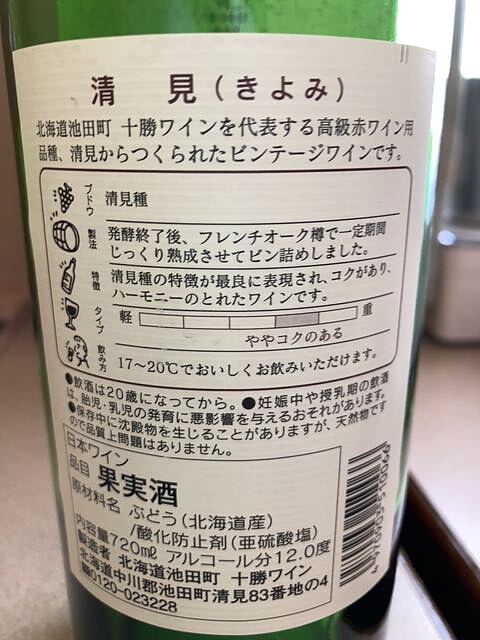 清見(きよみ)
北海道池田町 十勝ワインを代表する高級赤ワイン用
品種、清見からつくられたビンテージワインです。
ブドウ
清見種
製法
発酵終了後、フレンチオーク樽で一定期間
じっくり熟成させてビン詰めしました。
特徴
清見種の特徴が最良に表現され、コクがあり、
ハーモニーのとれたワインです。
タイプ
軽 重
ややコクのある
飲み方
17〜20℃でおいしくお飲みいただけます。
●飲酒は20歳になってから。●妊娠中や授乳期の飲酒
は、胎児・乳児の発育に悪影響を与えるおそれがあります。
●保存中に沈殿物を生じることがありますが、天然物です
ので品質上問題はありません。
日本ワイン
品目 果実酒
原材料名 ぶどう(北海道産)
/酸化防止剤(亜硫酸塩)
内容量720ml アルコール分12.0度
製造者 北海道池田町 十勝ワイン
北海道中川郡池田町清見83番地の4
0120-023228